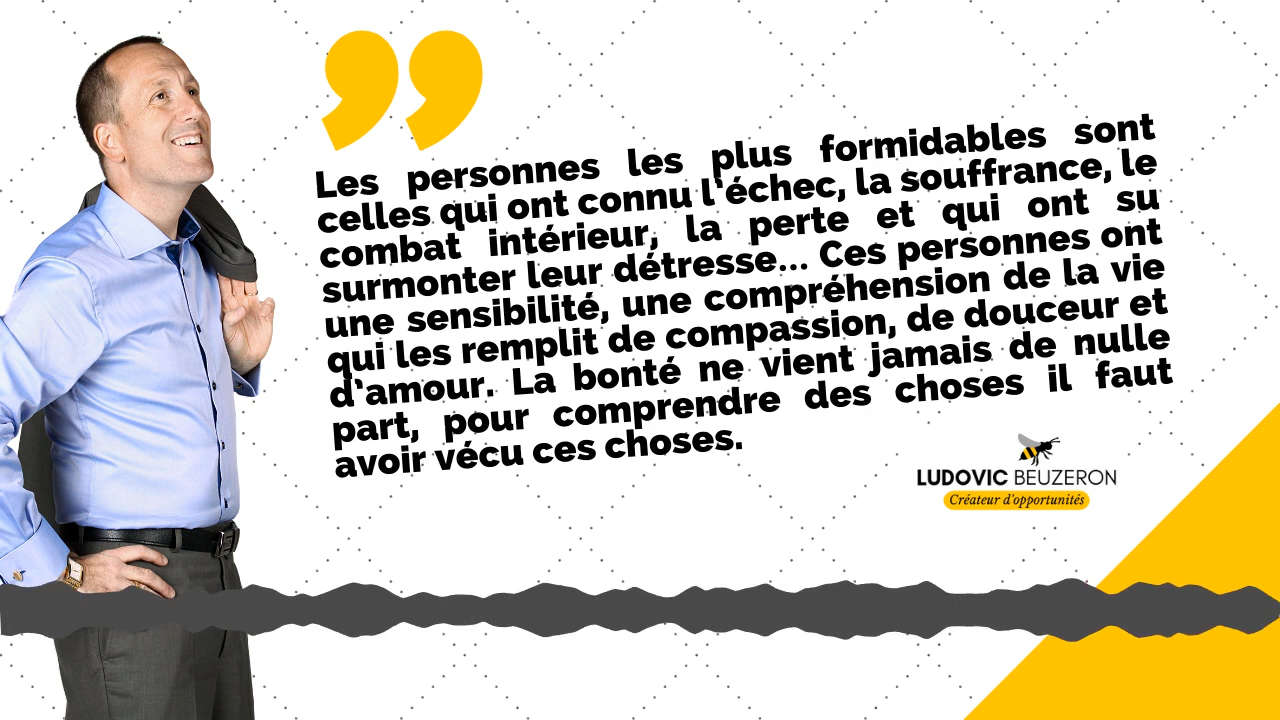 Les personnes les plus formidables sont
celles qui ont connu l'échec, la souffrance, le
combat intérieur, la perte et qui ont su
surmonter leur détresse... Ces personnes ont
une sensibilité, une compréhension de la vie
qui les remplit de compassion, de douceur et
d'amour. La bonté ne vient jamais de nulle
part, pour comprendre des choses il faut
avoir vécu ces choses.
LUDOVIC BEUZERON
Créateur d'opportunités